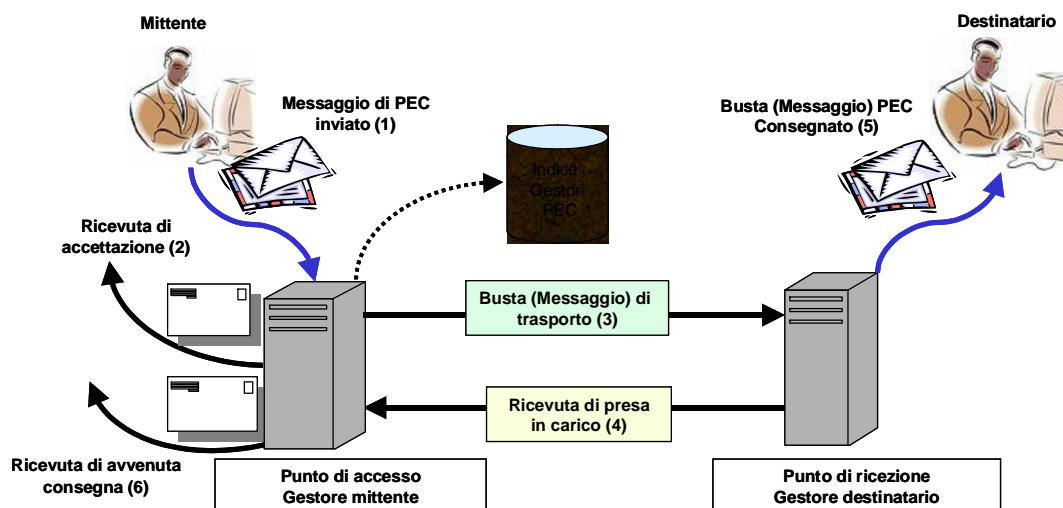 Mittente
Destinatario
Messaggio di PEC
inviato (1)
Busta (Messaggio) PEC
Consegnato (5)
Indice
Gestori
PEC
Ricevuta di
accettazione (2)
Busta (Messaggio) di
trasporto (3)
Ricevuta di presa
in carico (4)
Ricevuta di avvenuta
consegna (6)
Punto di accesso
Gestore mittente
Punto di ricezione
Gestore destinatario